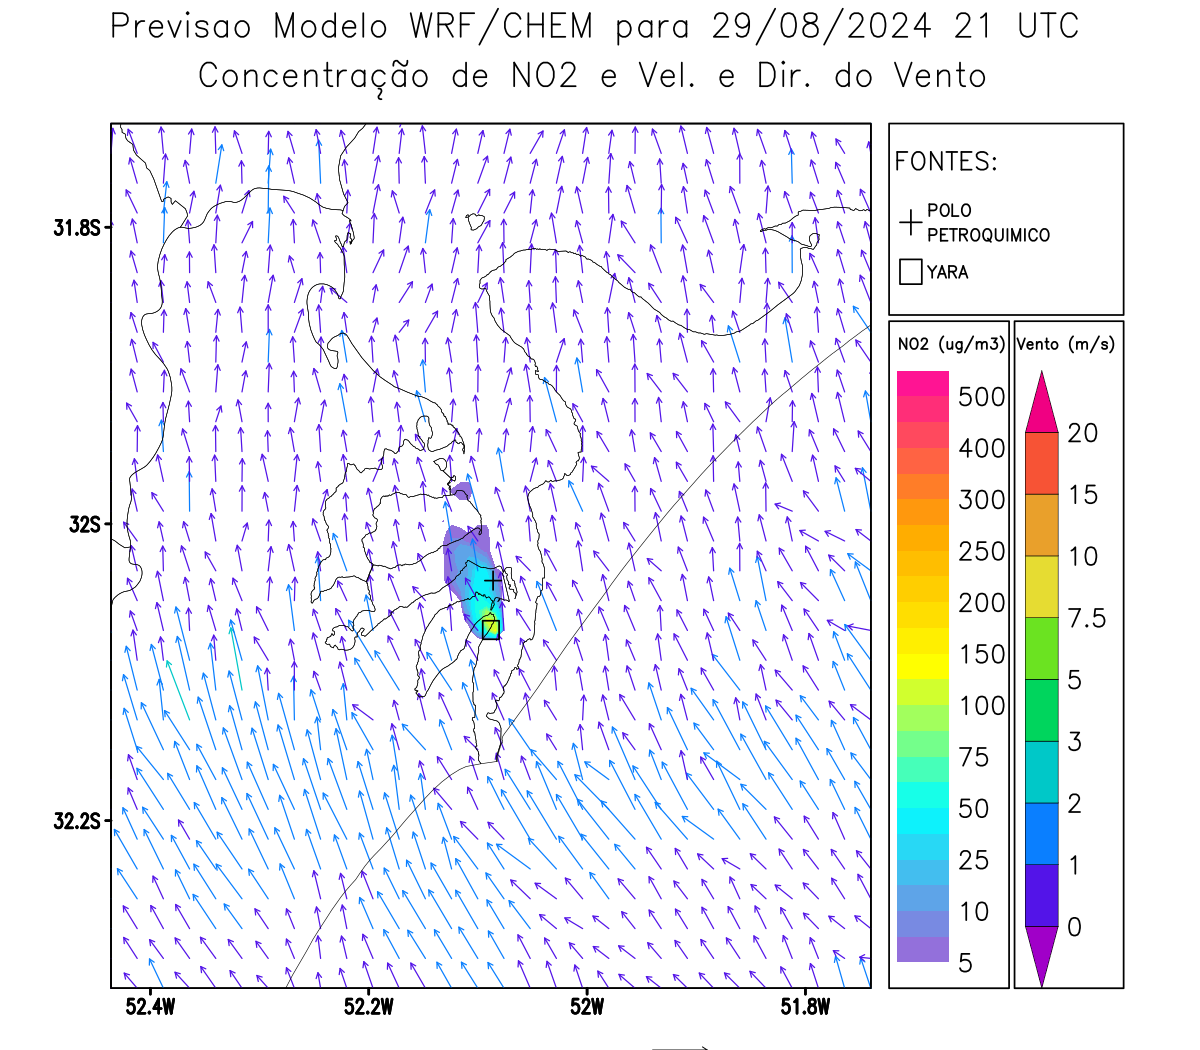 Previsao Modelo WRF/CHEM para 29/08/2024 21 UTC
Concentração de NO2 e Vel. e Dir. do Vento
FONTES:
POLO
PETROQUIMICO
YARA
31.8S
32S
32.2S
52.4W
52.2W
52W
51.8W
NO2 (ug/m3)
500
400
300
250
200
150
100
75
50
25
10
5
Vento (m/s)
20
15
10
7.5
5
3
2
1
0